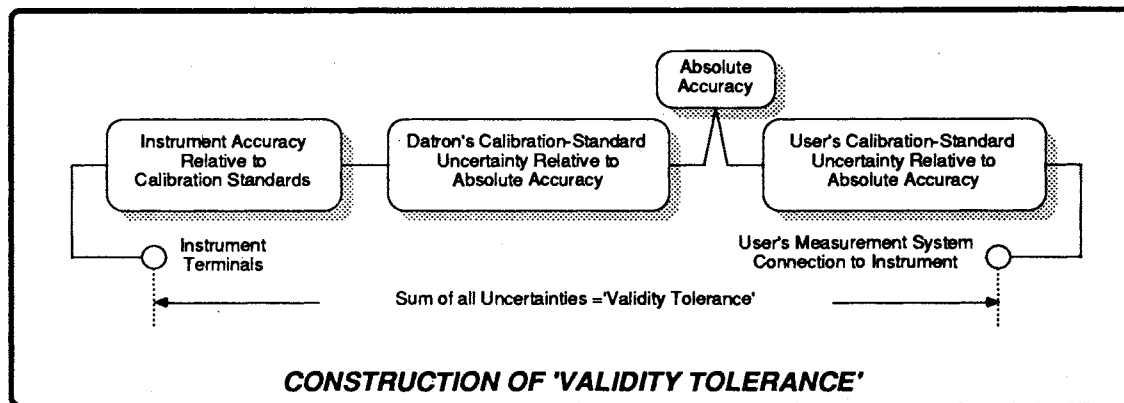 Absolute
Accuracy
Instrument Accuracy
Relative to
Calibration Standards
Datron's Calibration-Standard
Uncertainty Relative to
Absolute Accuracy
User's Calibration-Standard
Uncertainty Relative to
Absolute Accuracy
Instrument
Terminals
User's Measurement System
Connection to Instrument
Sum of all Uncertainties ='Validity Tolerance'
CONSTRUCTION OF 'VALIDITY TOLERANCE'